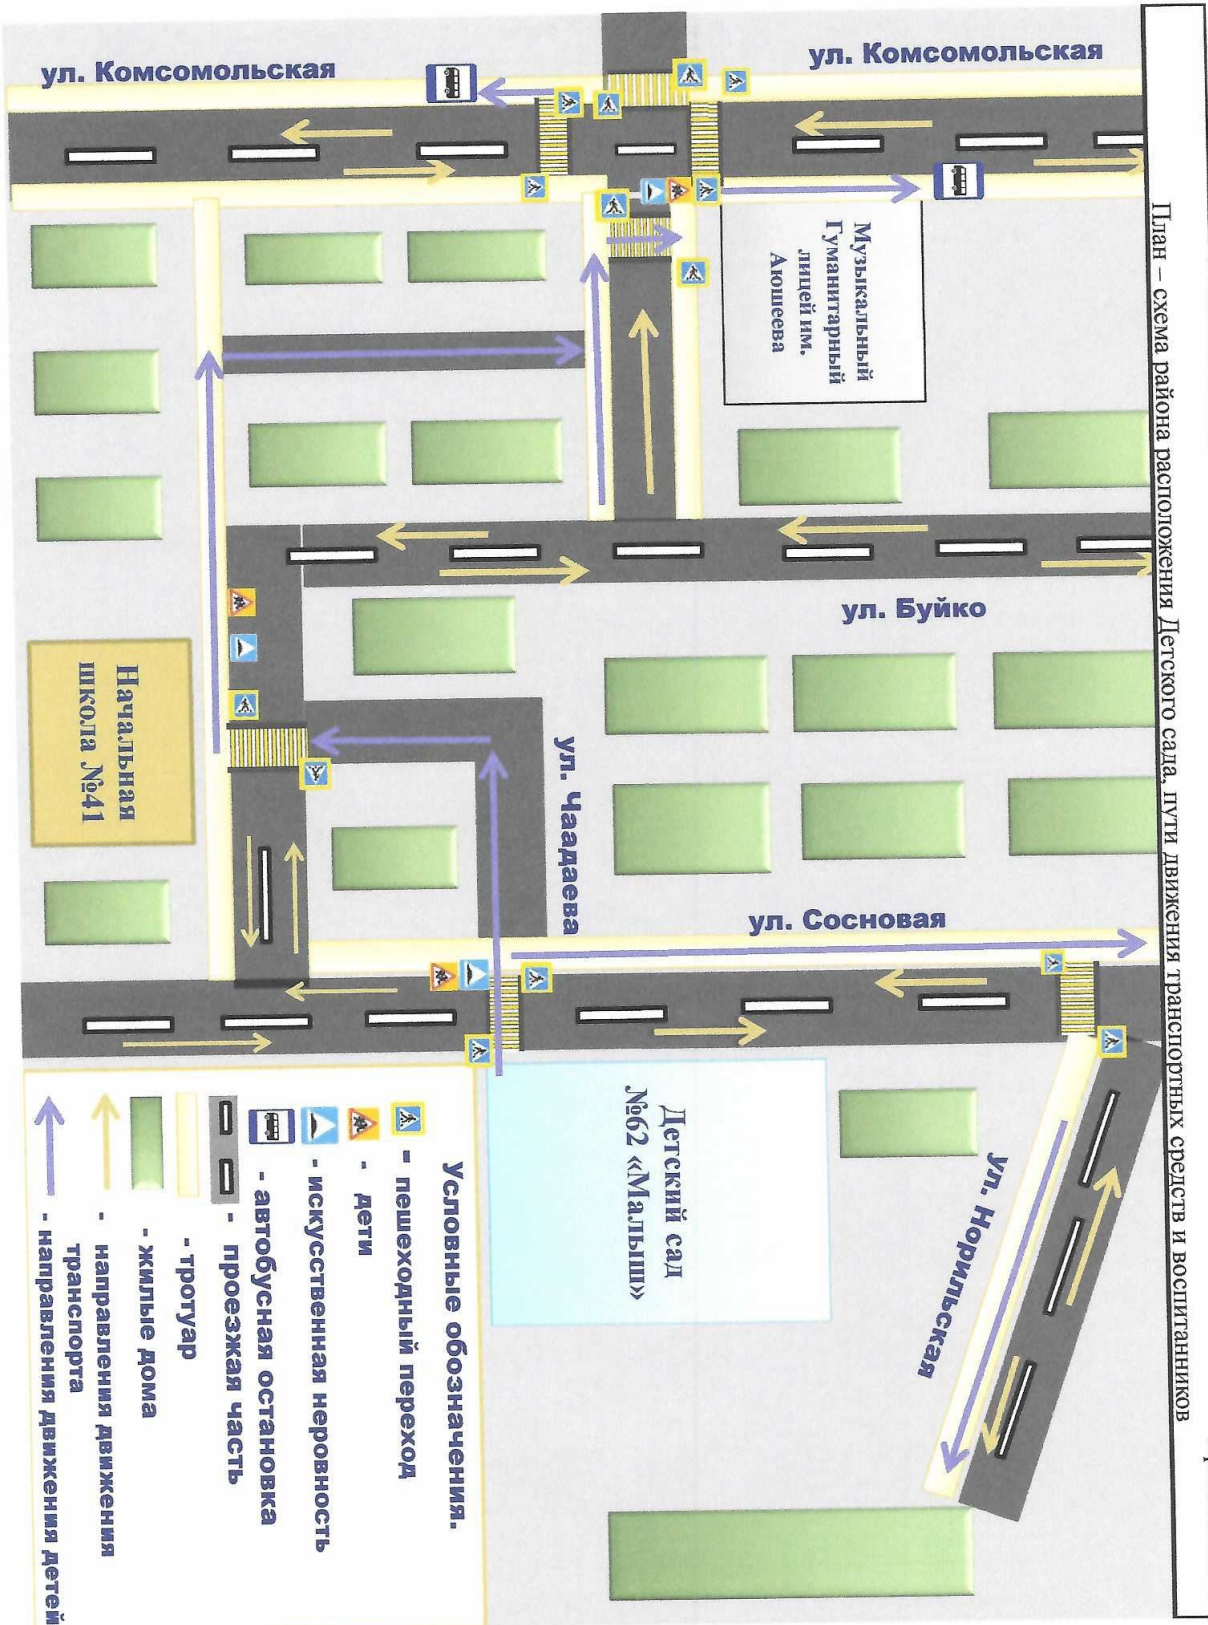 План – схема района расположения Детского сада, пути движения транспортных средств и воспитанников
ул. Комсомольская
ул. Комсомольская
Музыкальный
Гуманитарный
лицей им.
Аюшеева
ул. Буйко
Начальная
школа №41
ул. Чаадаева
ул. Сосновая
Детский сад
№62 «Малыш»
ул. Норильская
Условные обозначения.
- пешеходный переход
- дети
- искусственная неровность
- автобусная остановка
- проезжая часть
- тротуар
- жилые дома
- направления движения
транспорта
- направления движения детей